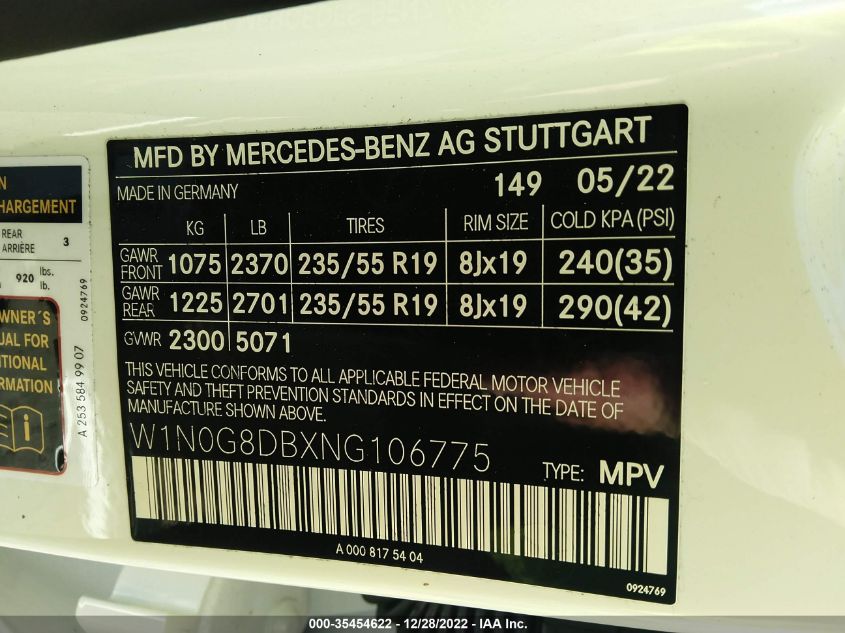 N
HARGEMENT
REAR
ARRIÈRE 3
920 lbs.
lb.
0924769
WNER´S
UAL FOR
ITIONAL
ORMATION
A 253 584 99 07
MFD BY MERCEDES-BENZ AG STUTTGART
MADE IN GERMANY 149 05/22
KG LB TIRES RIM SIZE COLD KPA (PSI)
GAWR FRONT 1075 2370 235/55 R19 8Jx19 240(35)
GAWR REAR 1225 2701 235/55 R19 8Jx19 290(42)
GVWR 2300 5071
THIS VEHICLE CONFORMS TO ALL APPLICABLE FEDERAL MOTOR VEHICLE
SAFETY AND THEFT PREVENTION STANDARDS IN EFFECT ON THE DATE OF
MANUFACTURE SHOWN ABOVE.
W1N0G8DBXNG106775
TYPE: MPV
A 000 817 54 04
0924769
000-35454622 - 12/28/2022 - IAA Inc.